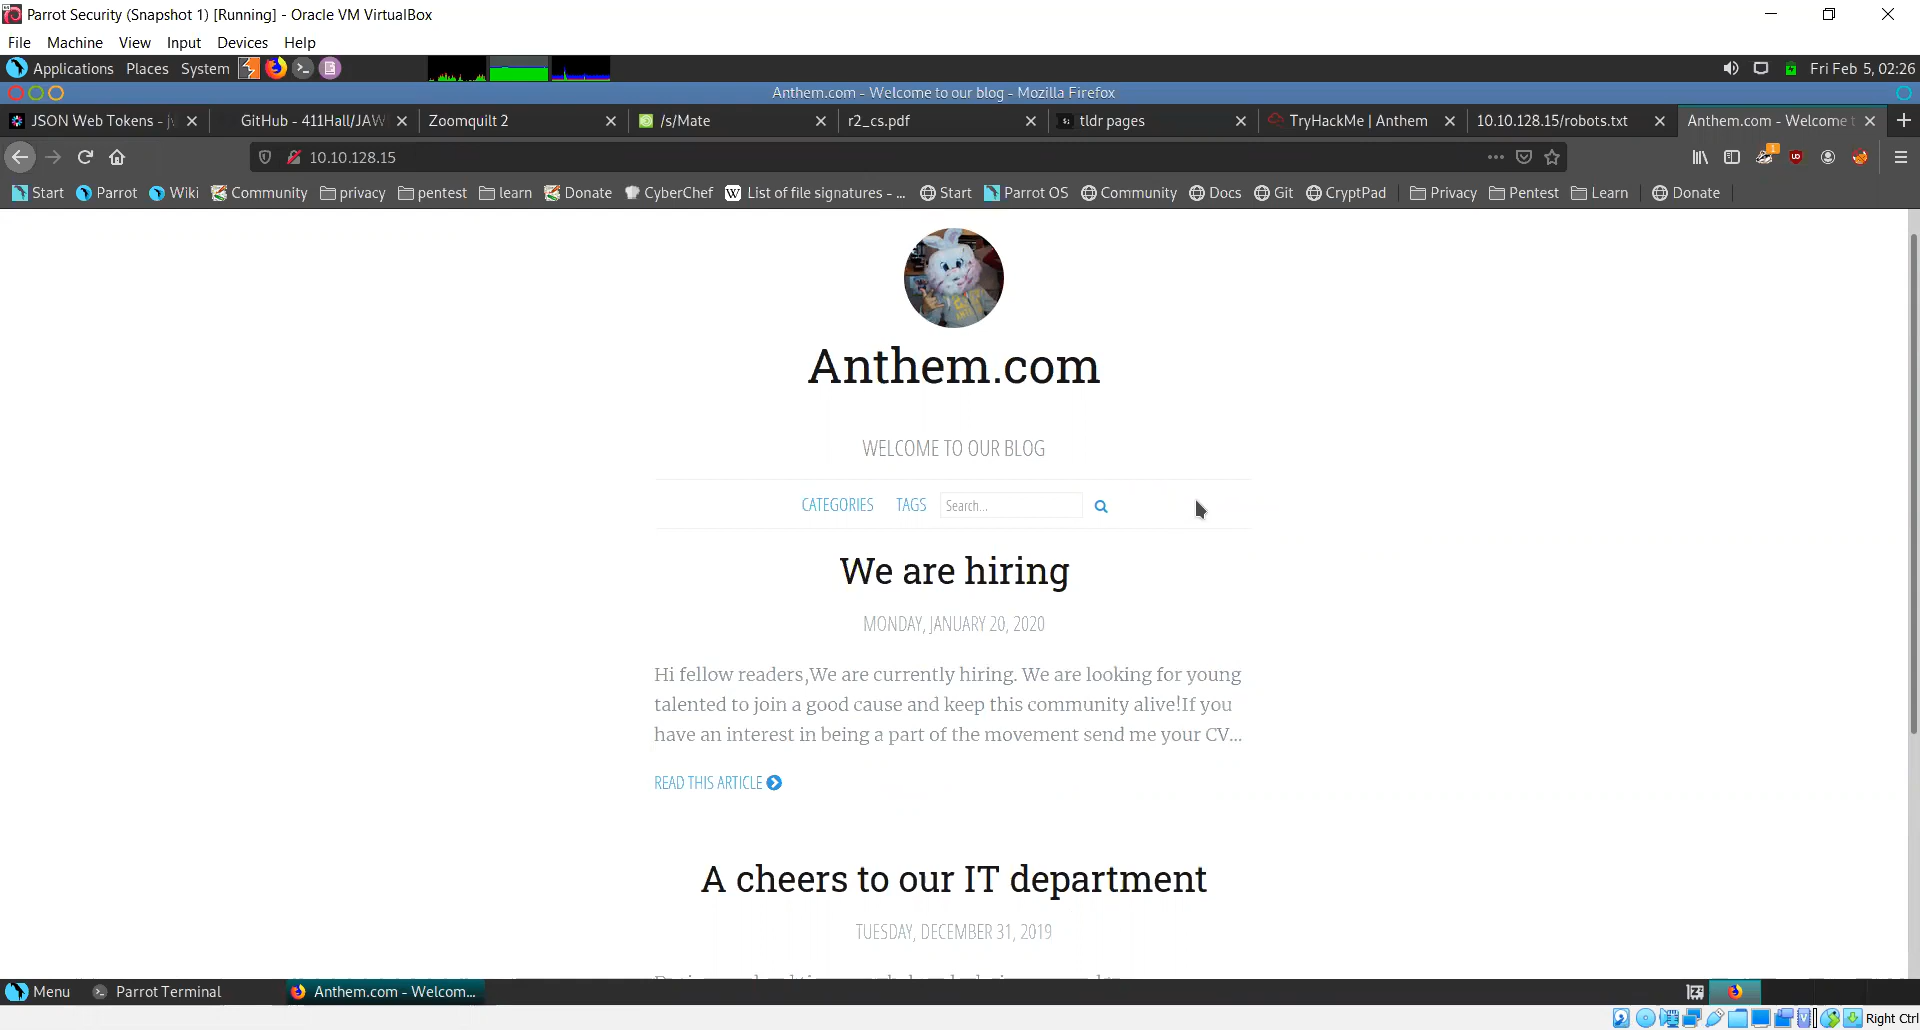 Parrot Security (Snapshot 1) [Running] - Oracle VM VirtualBox
File Machine View Input Devices Help
Applications Places System Fri Feb 5, 02:26
Anthem.com - Welcome to our blog - Mozilla Firefox
JSON Web Tokens - GitHub - 411Hall/JAW Zoomquilt 2 /s/Mate r2_cs.pdf tldr pages TryHackMe | Anthem 10.10.128.15/robots.txt Anthem.com - Welcome t
10.10.128.15
Start Parrot Wiki Community privacy pentest learn Donate CyberChef List of file signatures - ... Start Parrot OS Community Docs Git CryptPad Privacy Pentest Learn Donate
Anthem.com
WELCOME TO OUR BLOG
CATEGORIES TAGS Search...
We are hiring
MONDAY, JANUARY 20, 2020
Hi fellow readers,We are currently hiring. We are looking for young
talented to join a good cause and keep this community alive!If you
have an interest in being a part of the movement send me your CV...
READ THIS ARTICLE
A cheers to our IT department
TUESDAY, DECEMBER 31, 2019
Menu Parrot Terminal Anthem.com - Welcom...
Right Ctrl